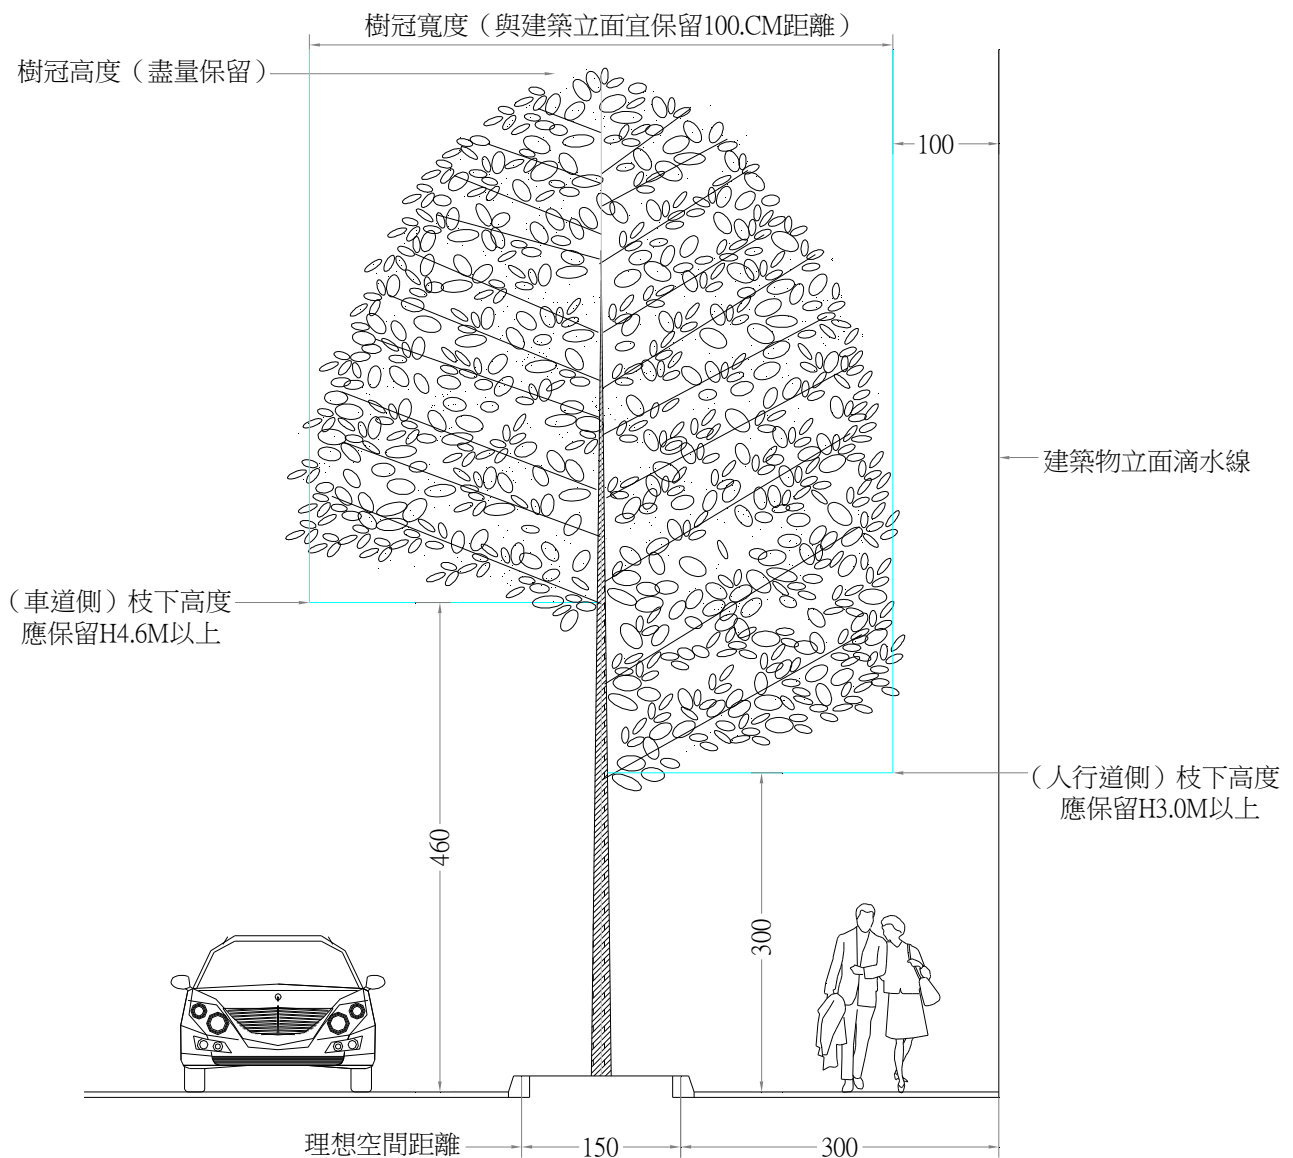 樹冠寬度（與建築立面宜保留100.CM距離）
樹冠高度（盡量保留）
100
建築物立面滴水線
（車道側）枝下高度
應保留H4.6M以上
（人行道側）枝下高度
應保留H3.0M以上
460
300
理想空間距離
150
300